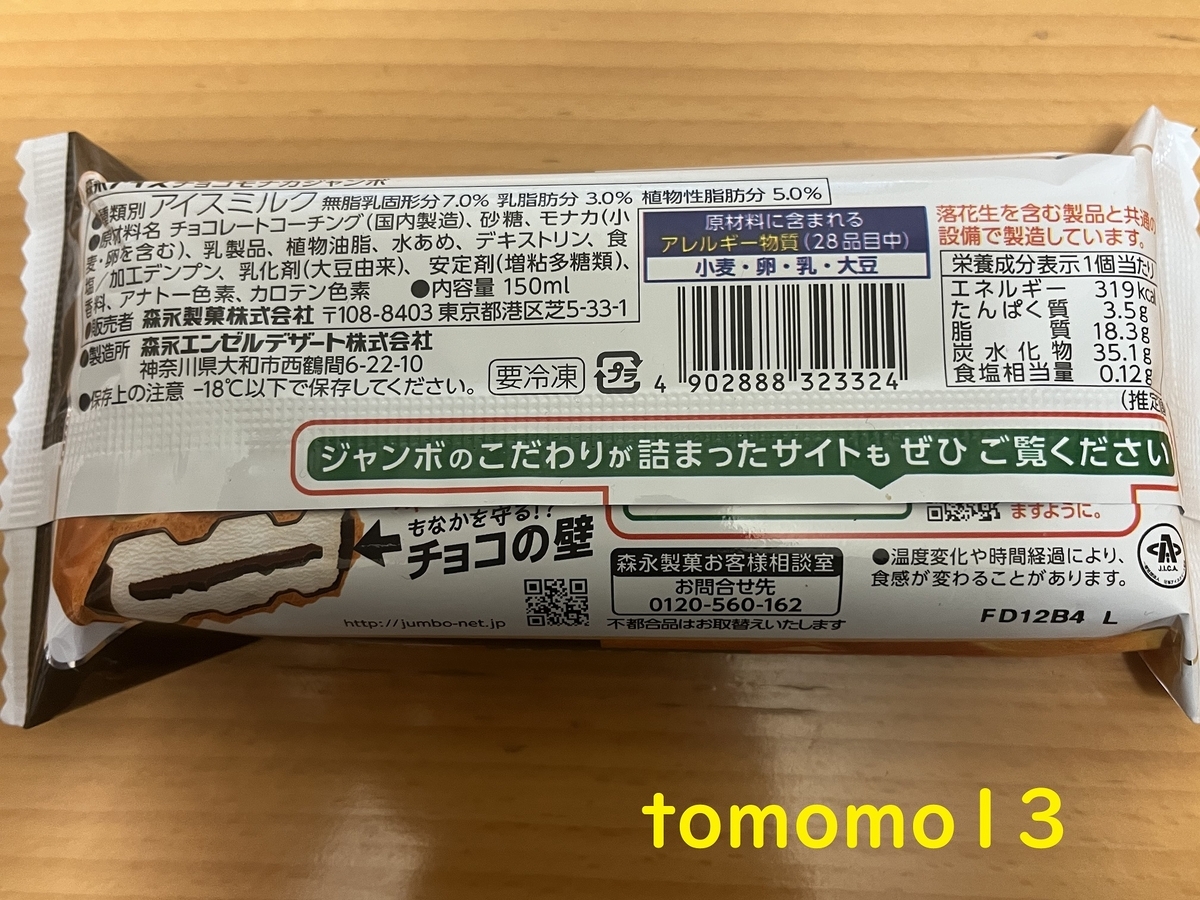 森永アイスチョコモナカジャンボ
●種類別 アイスミルク 無脂乳固形分7.0% 乳脂肪分 3.0% 植物性脂肪分 5.0%
●原材料名 チョコレートコーチング(国内製造)、砂糖、モナカ(小
麦・卵を含む)、乳製品、植物油脂、水あめ、デキストリン、食
塩/加工デンプン、乳化剤(大豆由来)、安定剤(増粘多糖類)、
香料、アナトー色素、カロテン色素 ●内容量 150ml
●販売者 森永製菓株式会社 〒108-8403 東京都港区芝5-33-1
●製造所 森永エンゼルデザート株式会社
神奈川県大和市西鶴間6-22-10
●保存上の注意 -18℃以下で保存してください。
要冷凍
プラ
原材料に含まれる
アレルギー物質(28品目中)
小麦・卵・乳・大豆
4 902888 323324
落花生を含む製品と共通の
設備で製造しています。
栄養成分表示1個当たり
エネルギー 319kcal
たんぱく質 3.5g
脂質 18.3g
炭水化物 35.1g
食塩相当量 0.12g
(推定
ジャンボのこだわりが詰まったサイトもぜひご覧ください
もなかを守る!?
チョコの壁
http://jumbo-net.jp
ますように。
森永製菓お客様相談室
お問合せ先
0120-560-162
不都合品はお取替えいたします
●温度変化や時間経過により、
食感が変わることがあります。
J.I.C.A.
FD12B4 L
tomomo13